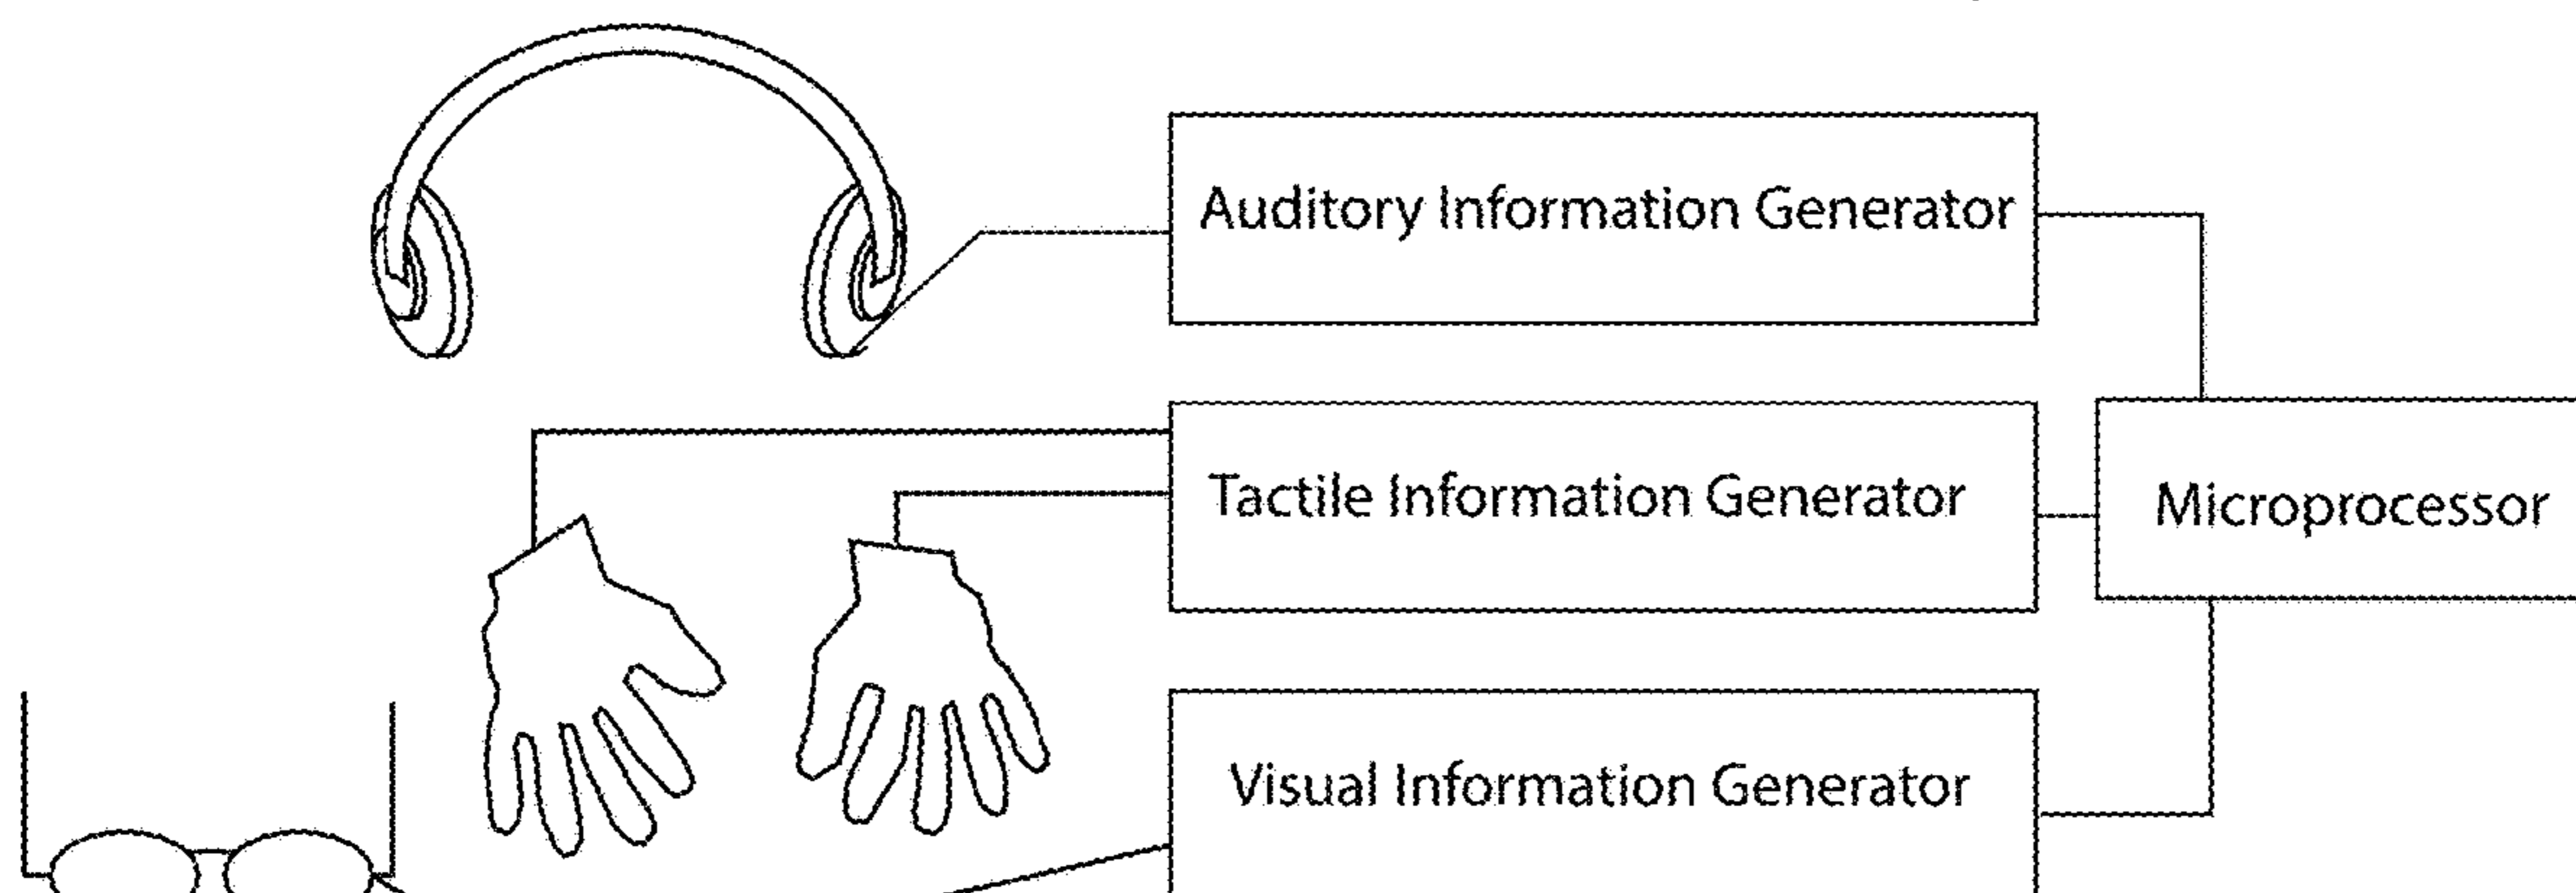 Auditory Information Generator
Tactile Information Generator
Microprocessor
Visual Information Generator